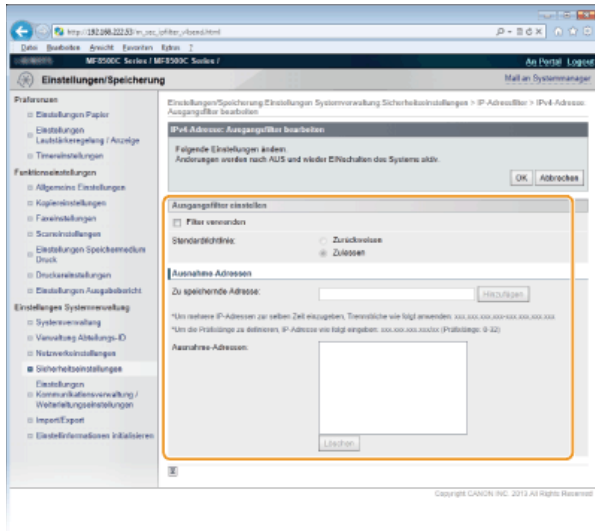 http://192.168.222.53/m_sec_ipfilter_v4send.html
Datei Bearbeiten Ansicht Favoriten Extras ?
MF8500C Series / MF8500C Series /
An Portal Logout
Einstellungen/Speicherung
Mail an Systemmanager
Präferenzen
Einstellungen Papier
Einstellungen
Lautstärkeregelung / Anzeige
Timereinstellungen
Funktionseinstellungen
Allgemeine Einstellungen
Kopiereinstellungen
Faxeinstellungen
Scaneinstellungen
Einstellungen Speichermedium
Druck
Druckereinstellungen
Einstellungen Ausgabebericht
Einstellungen Systemverwaltung
Systemverwaltung
Verwaltung Abteilungs-ID
Netzwerkeinstellungen
Sicherheitseinstellungen
Einstellungen
Kommunikationsverwaltung /
Weiterleitungseinstellungen
Import/Export
Einstellinformationen initialisieren
Einstellungen/Speicherung:Einstellungen Systemverwaltung:Sicherheitseinstellungen > IP-Adressfilter > IPv4-Adresse:
Ausgangsfilter bearbeiten
IPv4-Adresse: Ausgangsfilter bearbeiten
Folgende Einstellungen ändern.
Änderungen werden nach AUS und wieder EINschalten des Systems aktiv.
OK Abbrechen
Ausgangsfilter einstellen
Filter verwenden
Standardrichtlinie:
Zurückweisen
Zulassen
Ausnahme Adressen
Zu speichernde Adresse:
Hinzufügen
*Um mehrere IP-Adressen zur selben Zeit einzugeben, Trennstriche wie folgt anwenden: xxx.xxx.xxx.xxx-xxx.xxx.xxx.xxx
*Um die Präfixlänge zu definieren, IP-Adresse wie folgt eingeben: xxx.xxx.xxx.xxx/xx (Präfixlänge: 0-32)
Ausnahme-Adressen:
Löschen
Copyright CANON INC. 2013 All Rights Reserved